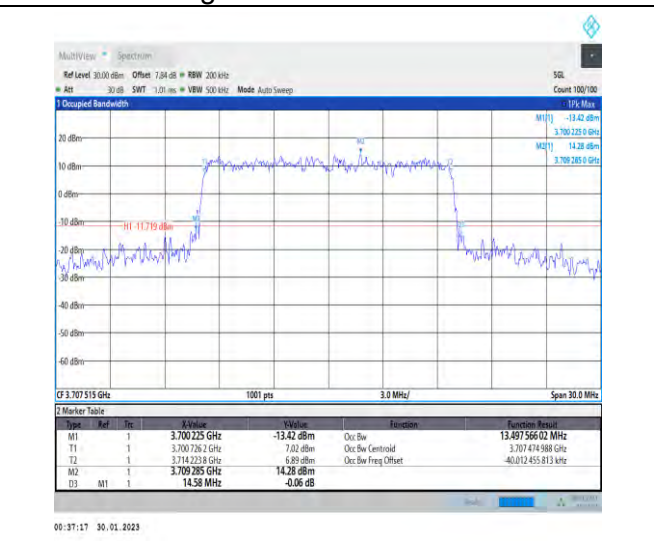 MultiView Spectrum
Ref Level 30.00 dBm Offset 7.84 dB RBW 200 kHz SGL
Att 30 dB SWT 1.01 ms VBW 500 kHz Mode Auto Sweep Count 100/100
1 Occupied Bandwidth 1Pk Max
M1[1] -13.42 dBm
3.700 225 0 GHz
M2[1] 14.28 dBm
3.709 285 0 GHz
20 dBm
M2
10 dBm
0 dBm
-10 dBm
H1 -11.719 dBm
-20 dBm
-30 dBm
-40 dBm
-50 dBm
-60 dBm
CF 3.707 515 GHz 1001 pts 3.0 MHz/ Span 30.0 MHz
2 Marker Table
Type Ref Trc X-Value Y-Value Function Function Result
M1 1 3.700 225 GHz -13.42 dBm Occ Bw 13.497 566 02 MHz
T1 1 3.700 726 2 GHz 7.02 dBm Occ Bw Centroid 3.707 474 988 GHz
T2 1 3.714 223 8 GHz 6.89 dBm Occ Bw Freq Offset -40.012 455 813 kHz
M2 1 3.709 285 GHz 14.28 dBm
D3 M1 1 14.58 MHz -0.06 dB
00:37:17 30.01.2023